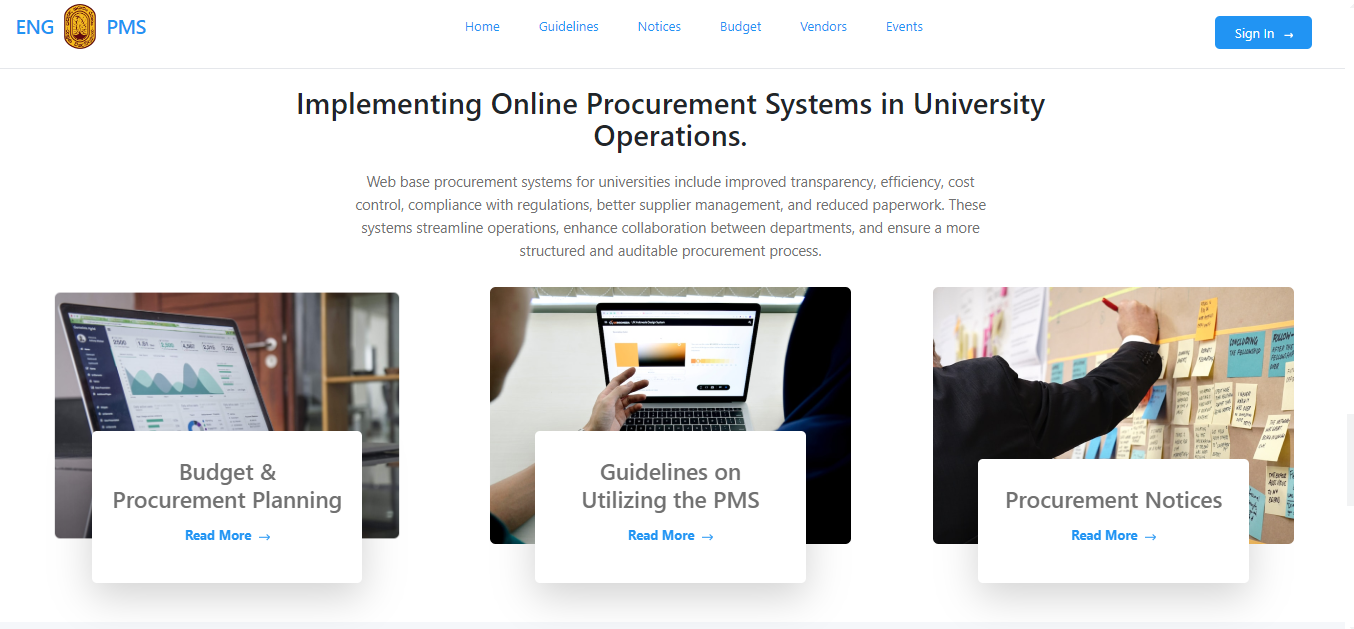 ENG PMS
Home Guidelines Notices Budget Vendors Events
Sign In →
Implementing Online Procurement Systems in University
Operations.
Web base procurement systems for universities include improved transparency, efficiency, cost
control, compliance with regulations, better supplier management, and reduced paperwork. These
systems streamline operations, enhance collaboration between departments, and ensure a more
structured and auditable procurement process.
Budget &
Procurement Planning
Read More →
Guidelines on
Utilizing the PMS
Read More →
Procurement Notices
Read More →